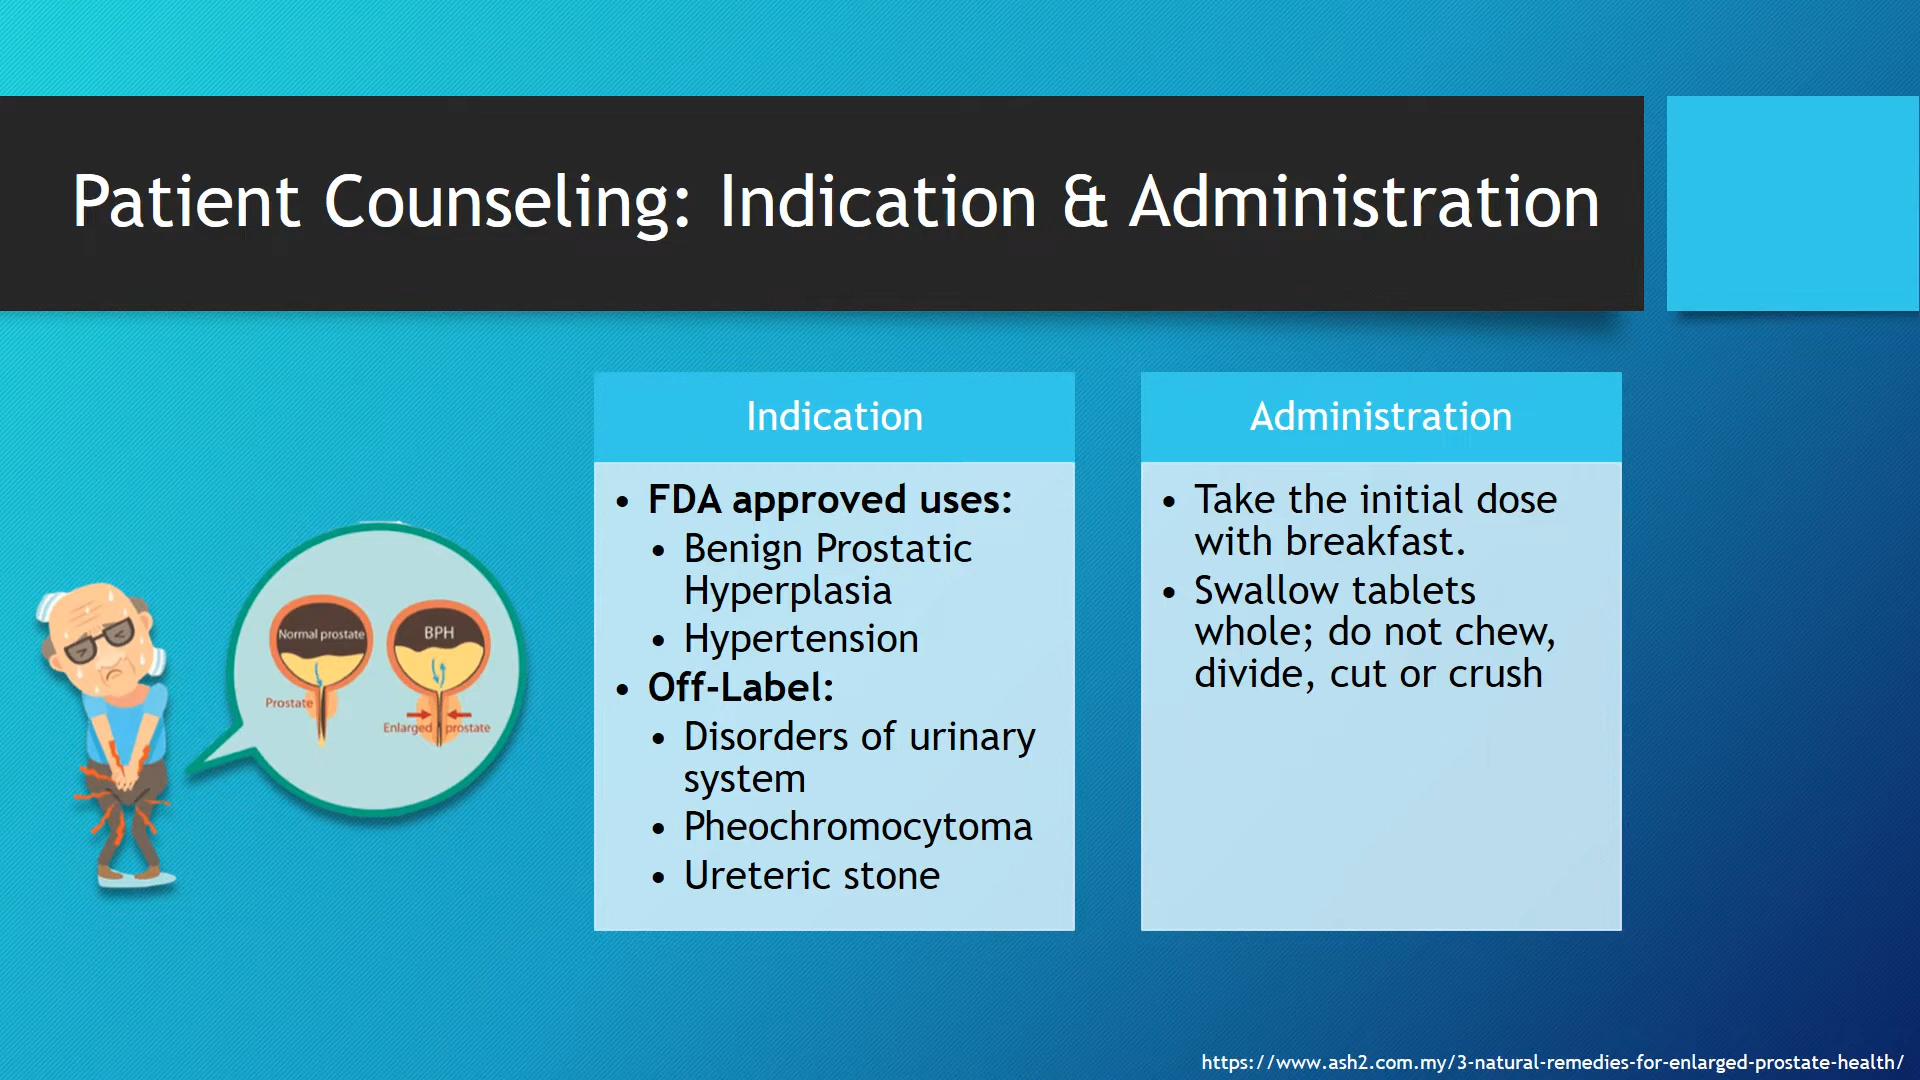 Patient Counseling: Indication & Administration
Indication
• FDA approved uses:
• Benign Prostatic
Hyperplasia
• Hypertension
• Off-Label:
• Disorders of urinary
system
• Pheochromocytoma
• Ureteric stone
Administration
• Take the initial dose
with breakfast.
• Swallow tablets
whole; do not chew,
divide, cut or crush
Normal prostate
BPH
Prostate
Enlarged prostate
https://www.ash2.com.my/3-natural-remedies-for-enlarged-prostate-health/